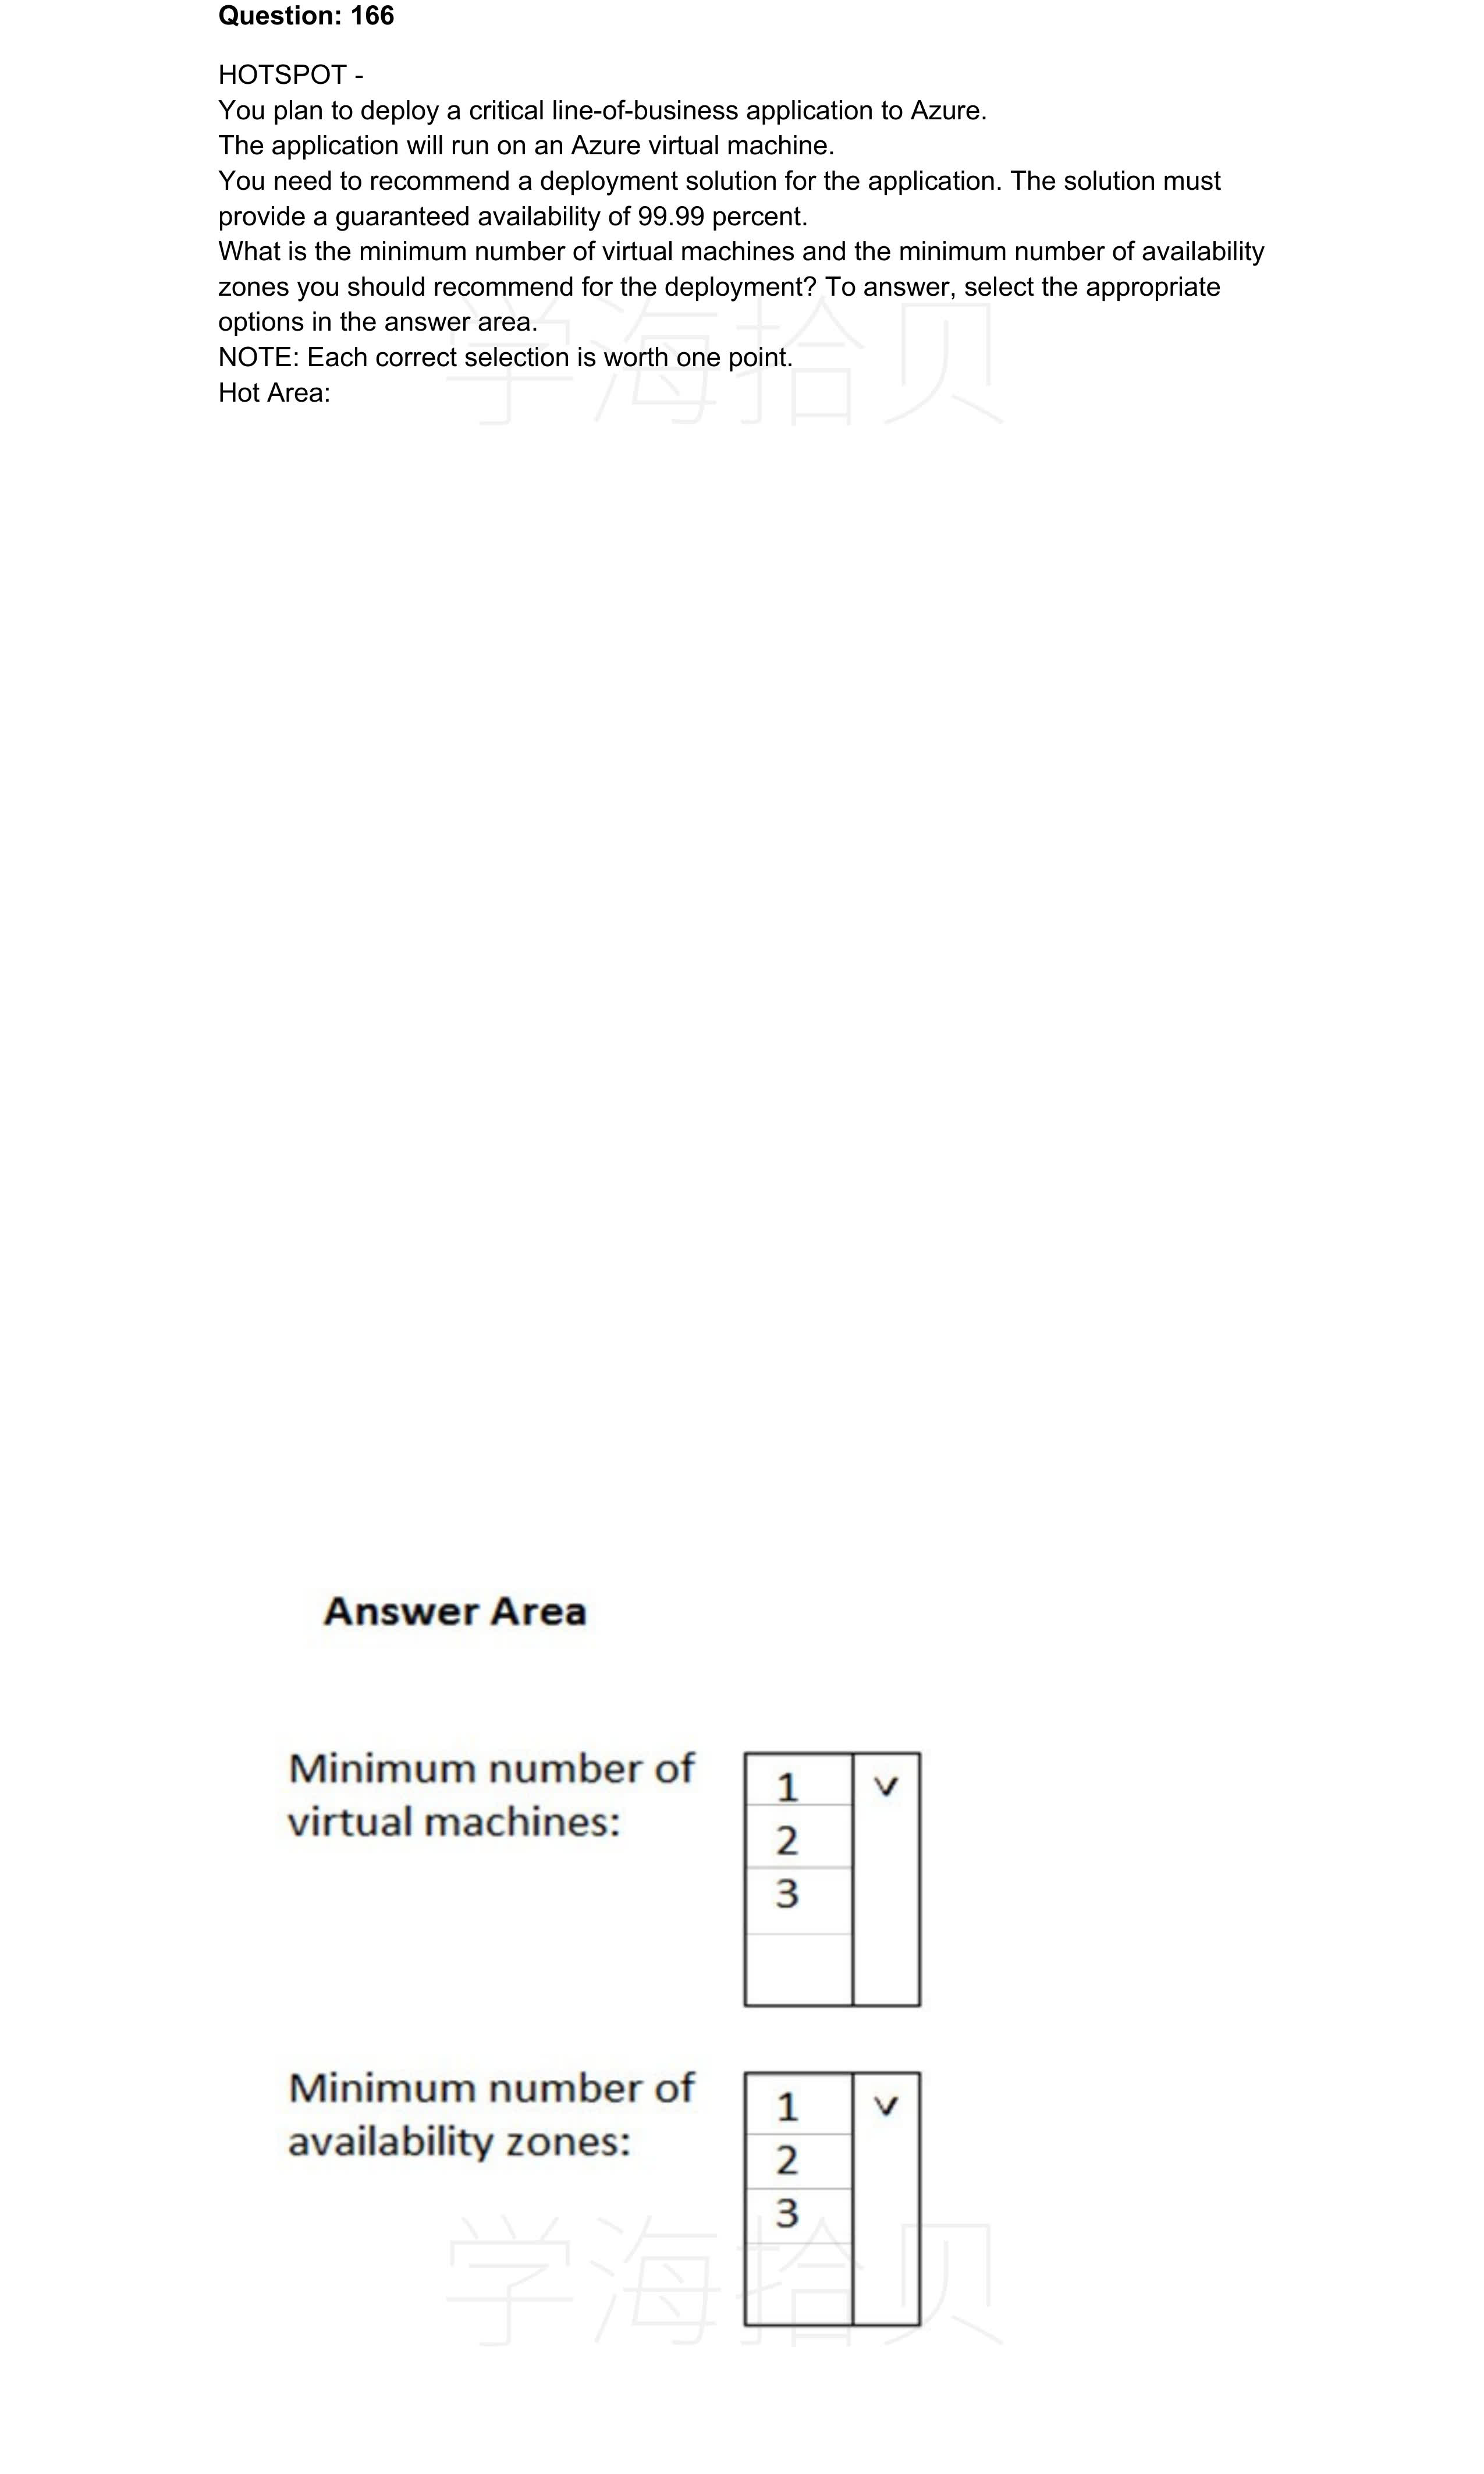 Question: 166
HOTSPOT -
You plan to deploy a critical line-of-business application to Azure.
The application will run on an Azure virtual machine.
You need to recommend a deployment solution for the application. The solution must
provide a guaranteed availability of 99.99 percent.
What is the minimum number of virtual machines and the minimum number of availability
zones you should recommend for the deployment? To answer, select the appropriate
options in the answer area.
NOTE: Each correct selection is worth one point.
Hot Area:
学海拾贝
Answer Area
Minimum number of
virtual machines:
1
2
3
Minimum number of
availability zones:
1
2
3
学海拾贝